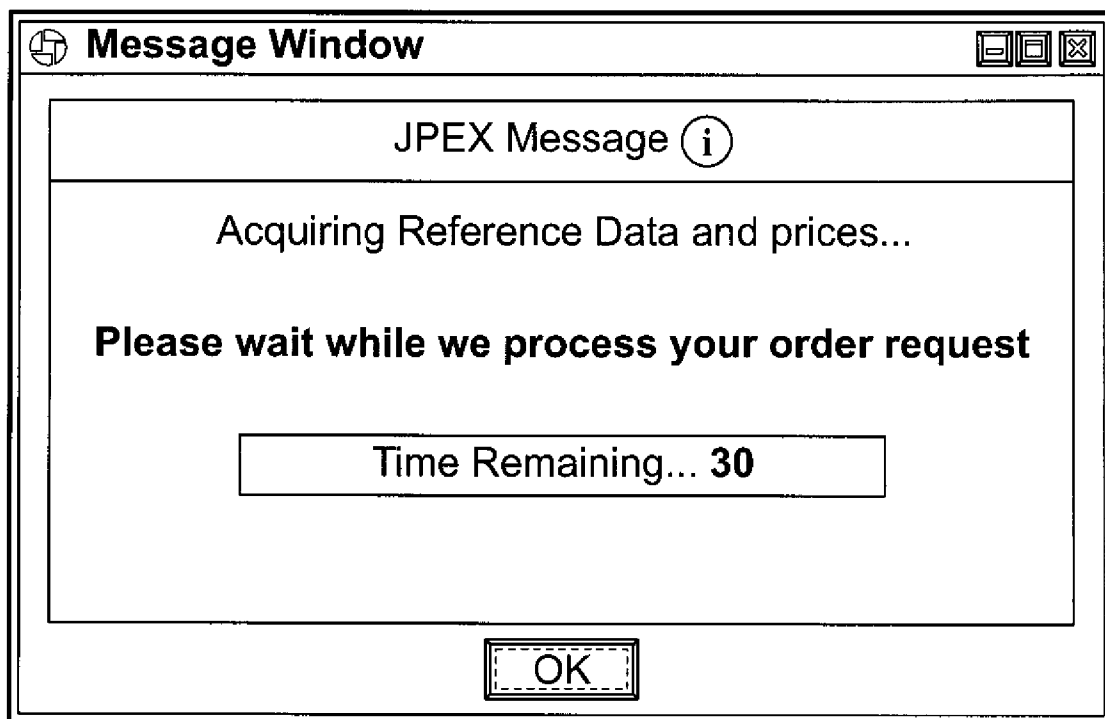 Message Window
JPEX Message i
Acquiring Reference Data and prices...
Please wait while we process your order request
Time Remaining... 30
OK